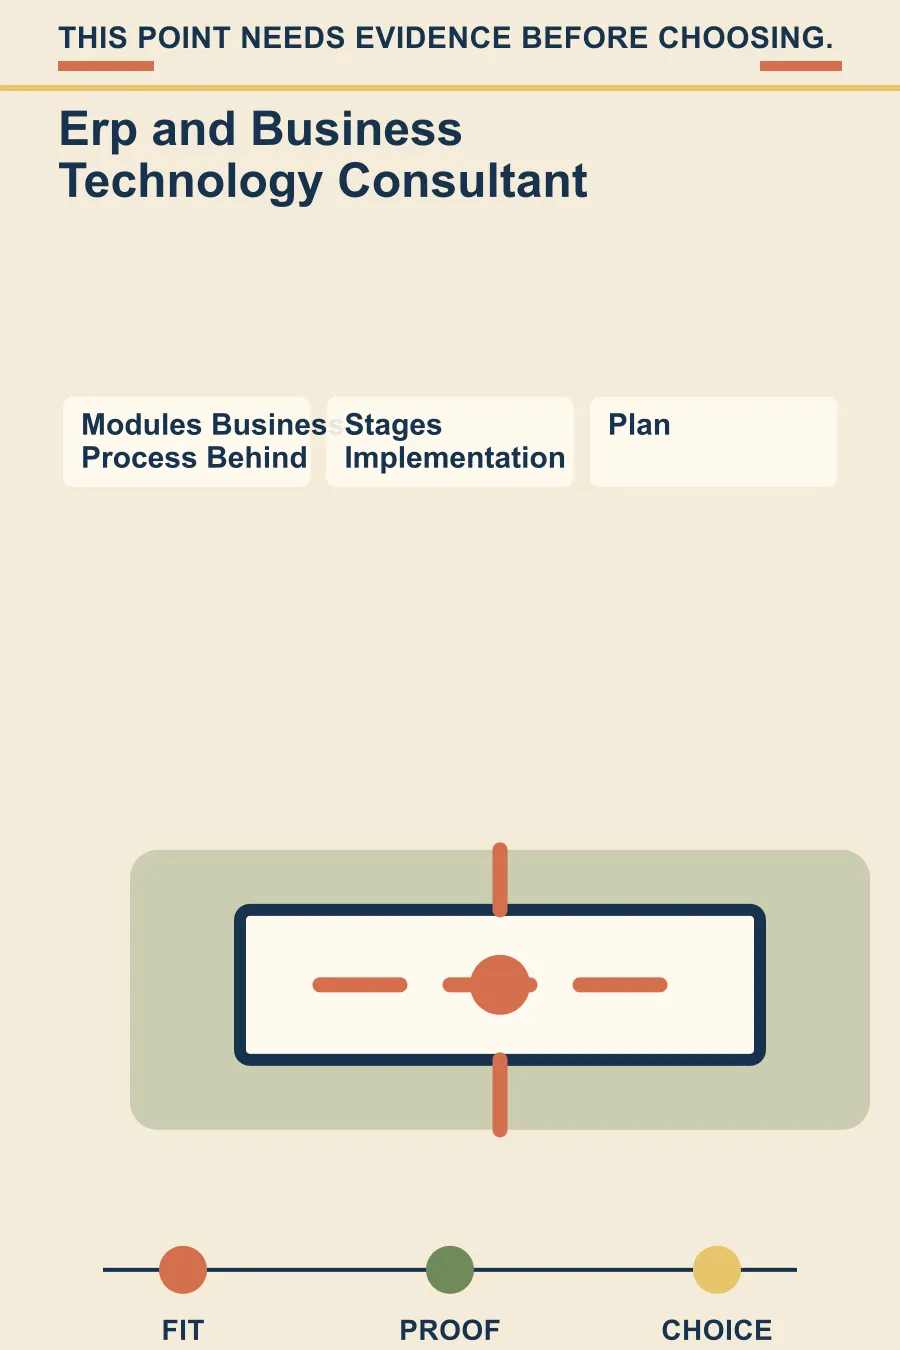 THIS POINT NEEDS EVIDENCE BEFORE CHOOSING.
Erp and Business
Technology Consultant
Modules Business
Process Behind
Stages
Implementation
Plan
FIT
PROOF
CHOICE